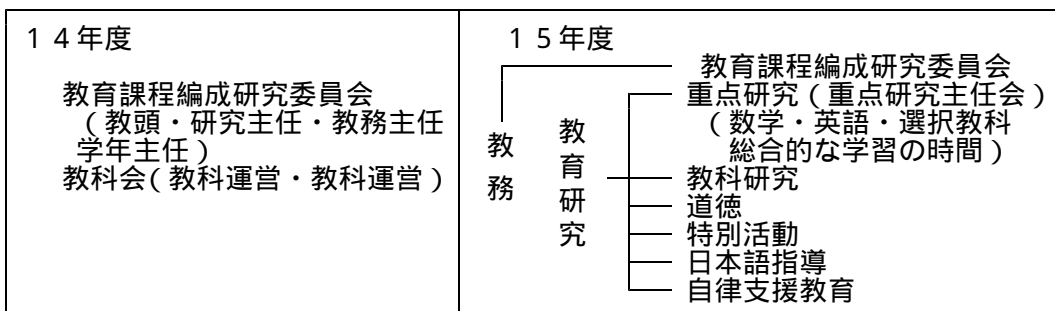 １４年度
教育課程編成研究委員会
（教頭・研究主任・教務主任
学年主任）
教科会（教科運営・教科運営）
１５年度
教務
教育研究
教育課程編成研究委員会
重点研究（重点研究主任会）
（数学・英語・選択教科
総合的な学習の時間）
教科研究
道徳
特別活動
日本語指導
自律支援教育